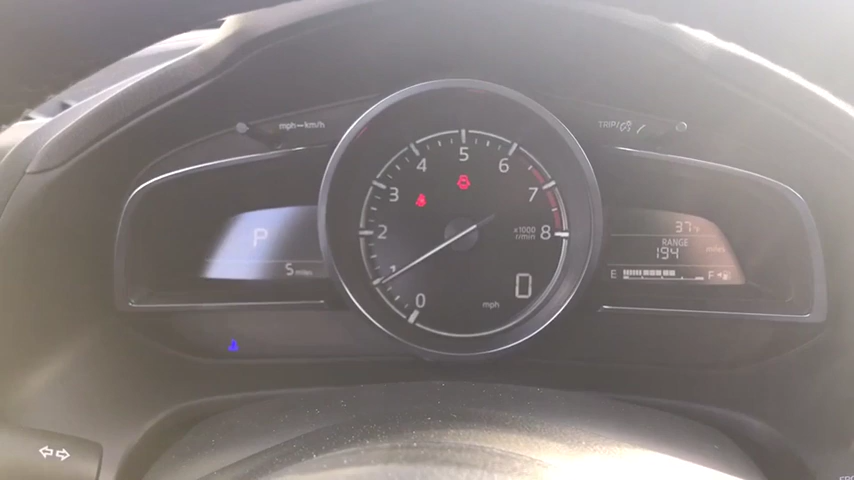 mph-km/h
TRIP/
0
1
2
3
4
5
6
7
8
x1000
r/min
0
mph
P
5 miles
37°F
RANGE
194 miles
E F